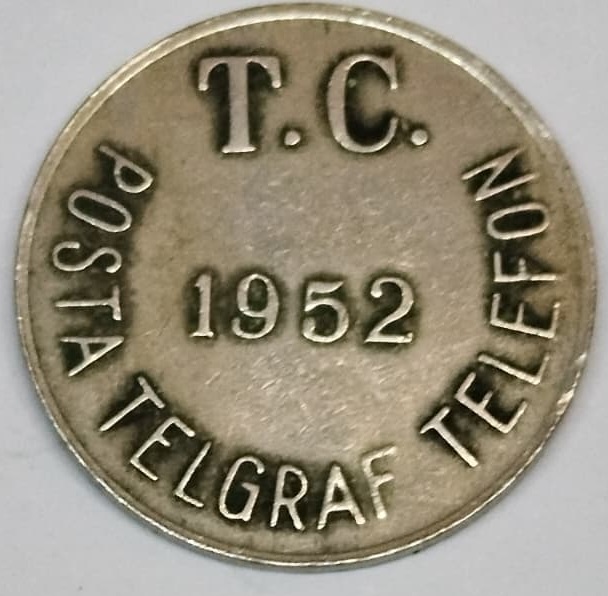 T. C.
1952
POSTA TELGRAF TELEFON